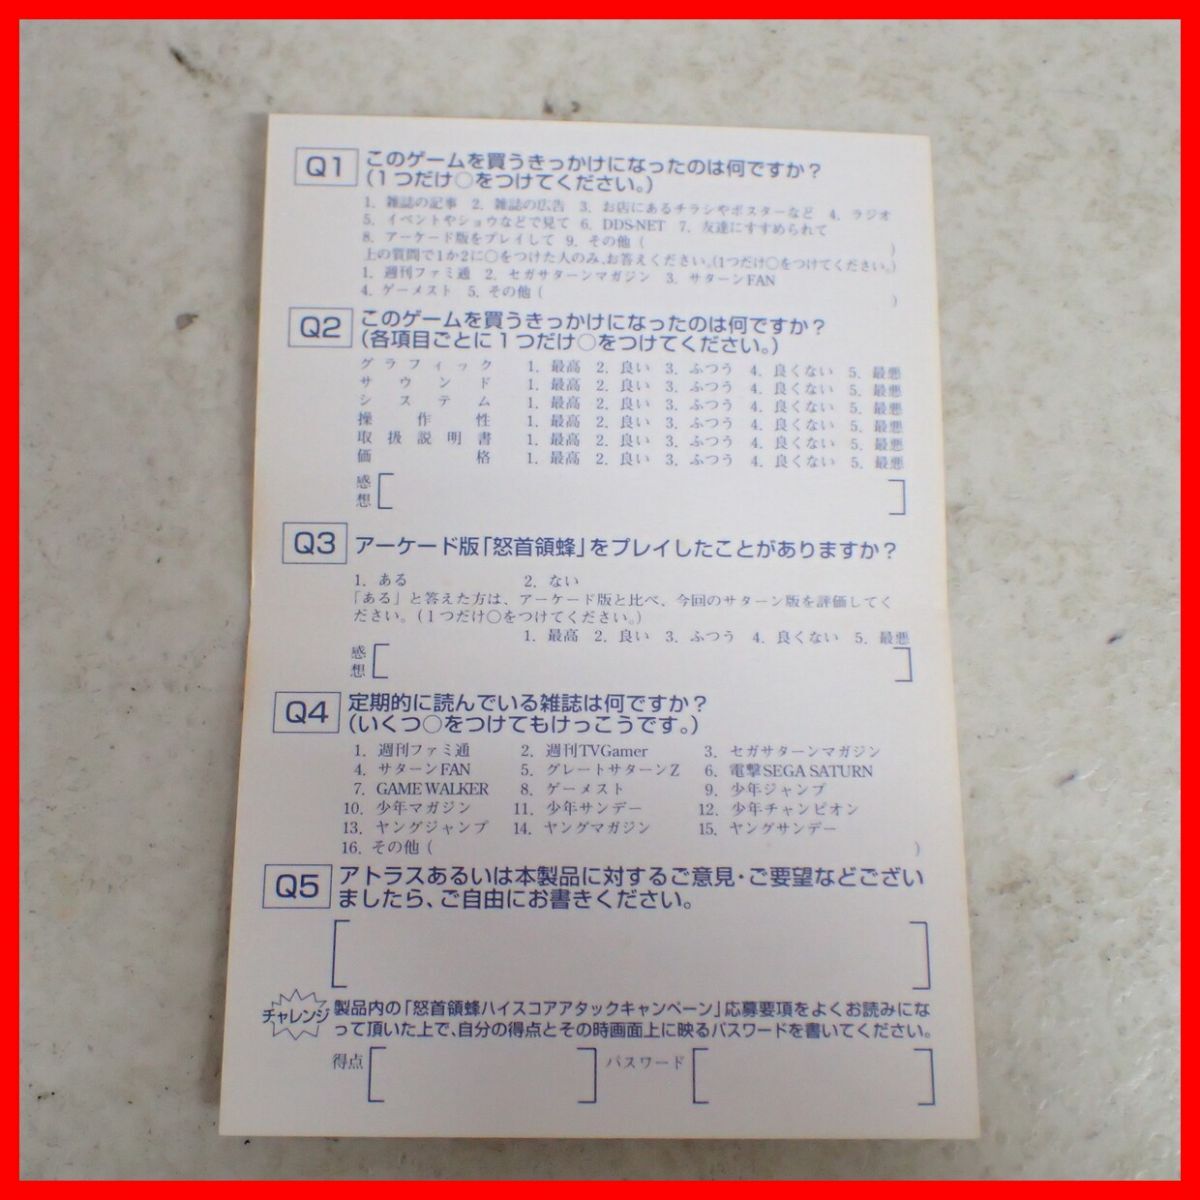 Q1 このゲームを買うきっかけになったのは何ですか？
(1つだけ○をつけてください。)
1．雑誌の記事 2．雑誌の広告 3．お店にあるチラシやポスターなど 4．ラジオ
5．イベントやショウなどで見て 6．DDS-NET 7．友達にすすめられて
8．アーケード版をプレイして 9．その他（ ）
上の質問で1か2に○をつけた人のみ、お答えください。(1つだけ○をつけてください。)
1．週刊ファミ通 2．セガサターンマガジン 3．サターンFAN
4．ゲーメスト 5．その他（ ）
Q2 このゲームを買うきっかけになったのは何ですか？
(各項目ごとに1つだけ○をつけてください。)
グラフィック 1．最高 2．良い 3．ふつう 4．良くない 5．最悪
サウンド 1．最高 2．良い 3．ふつう 4．良くない 5．最悪
システム 1．最高 2．良い 3．ふつう 4．良くない 5．最悪
操作性 1．最高 2．良い 3．ふつう 4．良くない 5．最悪
取扱説明書 1．最高 2．良い 3．ふつう 4．良くない 5．最悪
価格 1．最高 2．良い 3．ふつう 4．良くない 5．最悪
感想 [ ]
Q3 アーケード版「怒首領蜂」をプレイしたことがありますか？
1．ある 2．ない
「ある」と答えた方は、アーケード版と比べ、今回のサターン版を評価してく
ださい。(1つだけ○をつけてください。)
1．最高 2．良い 3．ふつう 4．良くない 5．最悪
感想 [ ]
Q4 定期的に読んでいる雑誌は何ですか？
(いくつ○をつけてもけっこうです。)
1．週刊ファミ通 2．週刊TVGamer 3．セガサターンマガジン
4．サターンFAN 5．グレートサターンZ 6．電撃SEGA SATURN
7．GAME WALKER 8．ゲーメスト 9．少年ジャンプ
10．少年マガジン 11．少年サンデー 12．少年チャンピオン
13．ヤングジャンプ 14．ヤングマガジン 15．ヤングサンデー
16．その他（ ）
Q5 アトラスあるいは本製品に対するご意見・ご要望などござい
ましたら、ご自由にお書きください。
[ ]
チャレンジ 製品内の「怒首領蜂ハイスコアアタックキャンペーン」応募要項をよくお読みにな
って頂いた上で、自分の得点とその時画面上に映るパスワードを書いてください。
得点 [ ] パスワード [ ]